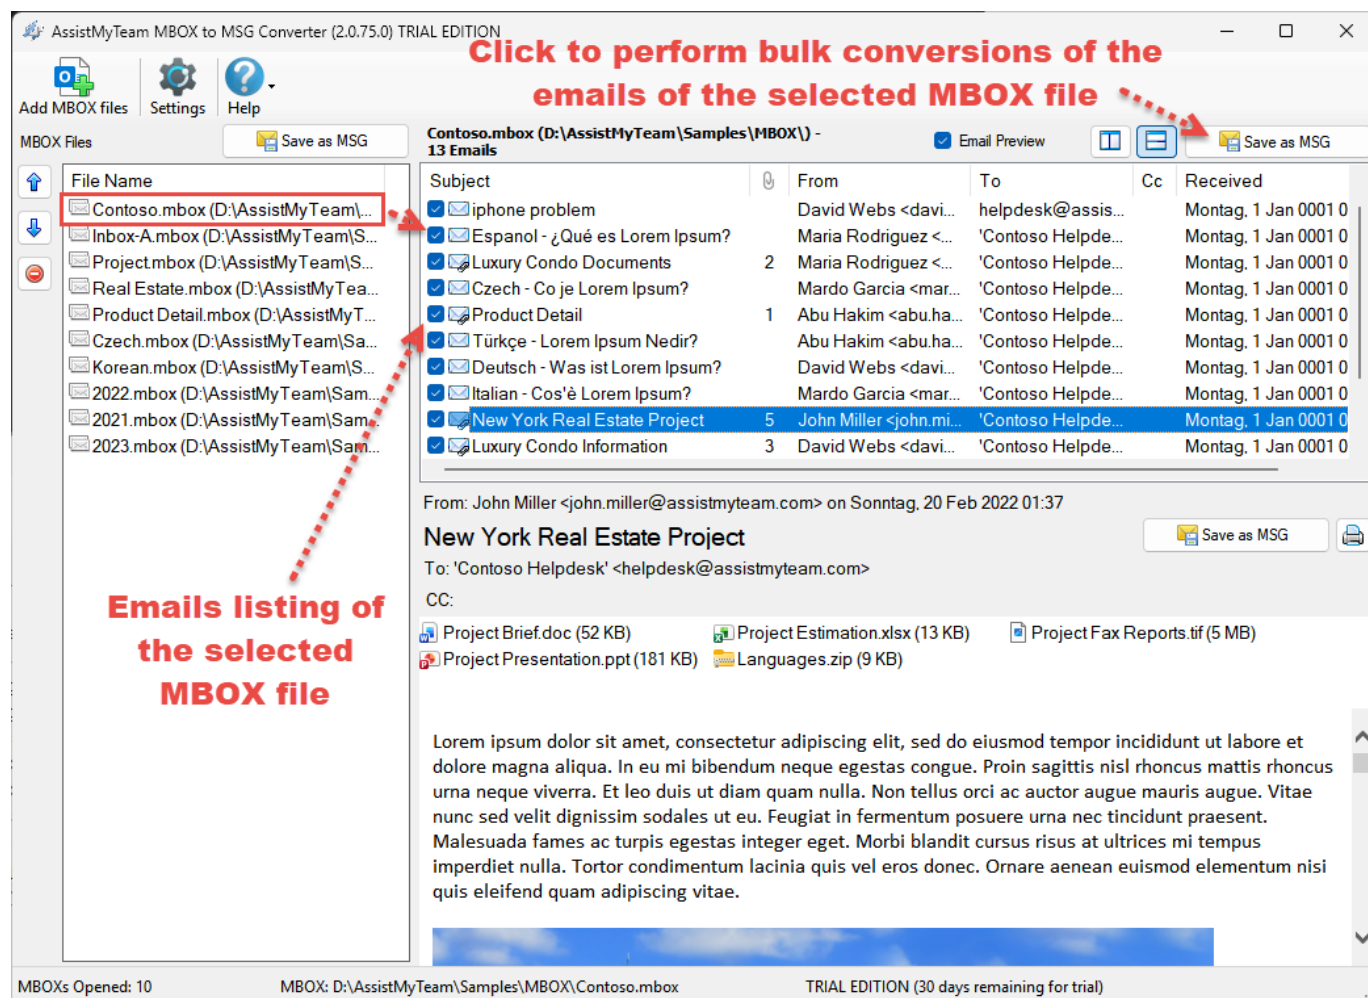 AssistMyTeam MBOX to MSG Converter (2.0.75.0) TRIAL EDITION
Click to perform bulk conversions of the
emails of the selected MBOX file
Add MBOX files Settings Help
MBOX Files Save as MSG
Contoso.mbox (D:\AssistMyTeam\Samples\MBOX\) -
13 Emails
Email Preview Save as MSG
File Name
Contoso.mbox (D:\AssistMyTeam\...
Inbox-A.mbox (D:\AssistMyTeam\S...
Project.mbox (D:\AssistMyTeam\S...
Real Estate.mbox (D:\AssistMyTea...
Product Detail.mbox (D:\AssistMyT...
Czech.mbox (D:\AssistMyTeam\Sa...
Korean.mbox (D:\AssistMyTeam\S...
2022.mbox (D:\AssistMyTeam\Sam...
2021.mbox (D:\AssistMyTeam\Sam...
2023.mbox (D:\AssistMyTeam\Sam...
Emails listing of
the selected
MBOX file
Subject From To Cc Received
iphone problem David Webs <davi... helpdesk@assis... Montag, 1 Jan 0001 0
Espanol - ¿Qué es Lorem Ipsum? Maria Rodriguez <... 'Contoso Helpde... Montag, 1 Jan 0001 0
Luxury Condo Documents 2 Maria Rodriguez <... 'Contoso Helpde... Montag, 1 Jan 0001 0
Czech - Co je Lorem Ipsum? Mardo Garcia <mar... 'Contoso Helpde... Montag, 1 Jan 0001 0
Product Detail 1 Abu Hakim <abu.ha... 'Contoso Helpde... Montag, 1 Jan 0001 0
Türkçe - Lorem Ipsum Nedir? Abu Hakim <abu.ha... 'Contoso Helpde... Montag, 1 Jan 0001 0
Deutsch - Was ist Lorem Ipsum? David Webs <davi... 'Contoso Helpde... Montag, 1 Jan 0001 0
Italian - Cos'è Lorem Ipsum? Mardo Garcia <mar... 'Contoso Helpde... Montag, 1 Jan 0001 0
New York Real Estate Project 5 John Miller <john.mi... 'Contoso Helpde... Montag, 1 Jan 0001 0
Luxury Condo Information 3 David Webs <davi... 'Contoso Helpde... Montag, 1 Jan 0001 0
From: John Miller <john.miller@assistmyteam.com> on Sonntag, 20 Feb 2022 01:37
New York Real Estate Project Save as MSG
To: 'Contoso Helpdesk' <helpdesk@assistmyteam.com>
CC:
Project Brief.doc (52 KB) Project Estimation.xlsx (13 KB) Project Fax Reports.tif (5 MB)
Project Presentation.ppt (181 KB) Languages.zip (9 KB)
Lorem ipsum dolor sit amet, consectetur adipiscing elit, sed do eiusmod tempor incididunt ut labore et
dolore magna aliqua. In eu mi bibendum neque egestas congue. Proin sagittis nisl rhoncus mattis rhoncus
urna neque viverra. Et leo duis ut diam quam nulla. Non tellus orci ac auctor augue mauris augue. Vitae
nunc sed velit dignissim sodales ut eu. Feugiat in fermentum posuere urna nec tincidunt praesent.
Malesuada fames ac turpis egestas integer eget. Morbi blandit cursus risus at ultrices mi tempus
imperdiet nulla. Tortor condimentum lacinia quis vel eros donec. Ornare aenean euismod elementum nisi
quis eleifend quam adipiscing vitae.
MBOXs Opened: 10 MBOX: D:\AssistMyTeam\Samples\MBOX\Contoso.mbox TRIAL EDITION (30 days remaining for trial)